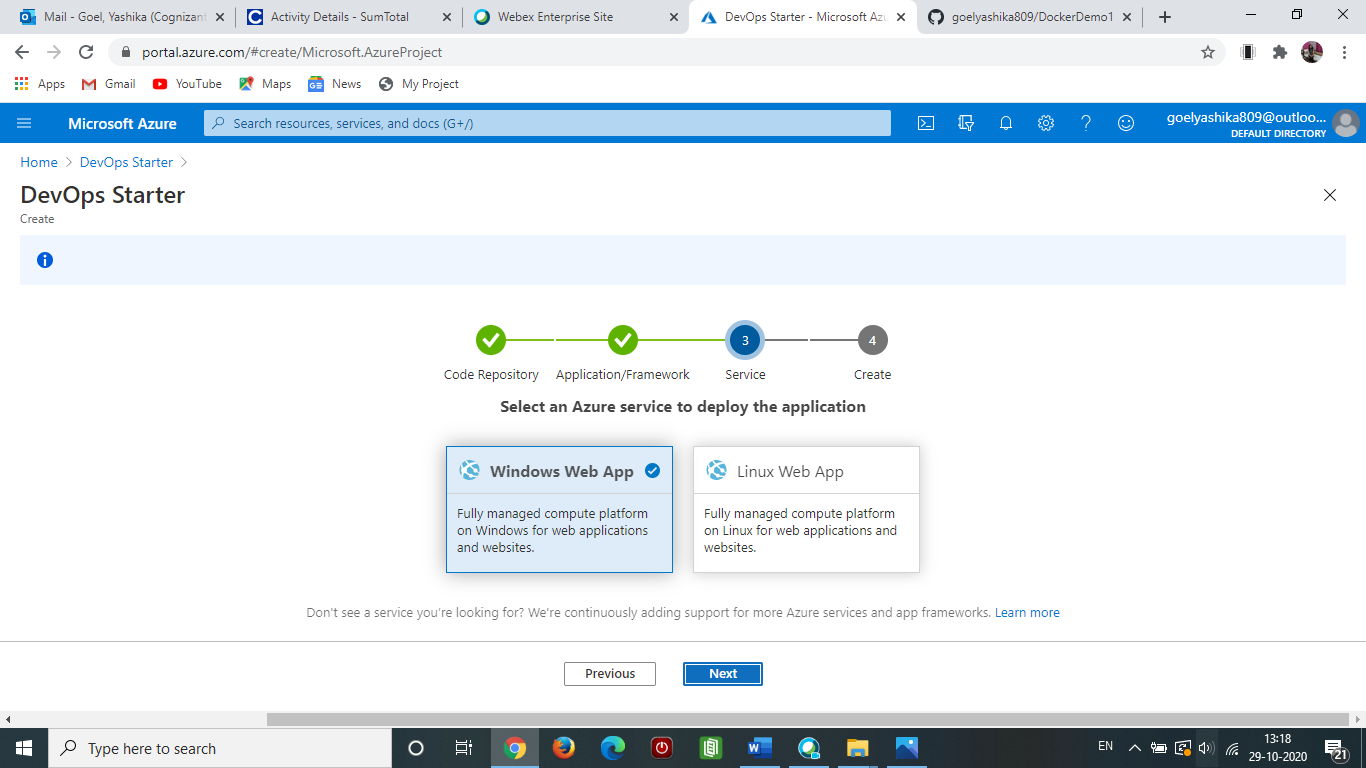 Mail - Goel, Yashika (Cognizant
Activity Details - SumTotal
Webex Enterprise Site
DevOps Starter - Microsoft Azu
goelyashika809/DockerDemo1
portal.azure.com/#create/Microsoft.AzureProject
Apps
Gmail
YouTube
Maps
News
My Project
Microsoft Azure
Search resources, services, and docs (G+/)
goelyashika809@outloo...
DEFAULT DIRECTORY
Home > DevOps Starter >
DevOps Starter
Create
3
4
Code Repository
Application/Framework
Service
Create
Select an Azure service to deploy the application
Windows Web App
Fully managed compute platform
on Windows for web applications
and websites.
Linux Web App
Fully managed compute platform
on Linux for web applications and
websites.
Don't see a service you're looking for? We're continuously adding support for more Azure services and app frameworks. Learn more
Previous
Next
Type here to search
EN
13:18
29-10-2020
21